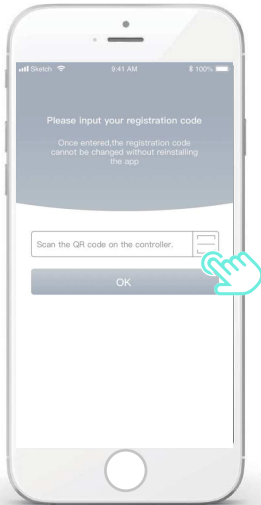 Sketch 9:41 AM 100%
Please input your registration code
Once entered,the registration code
cannot be changed without reinstalling
the app
Scan the QR code on the controller.
OK